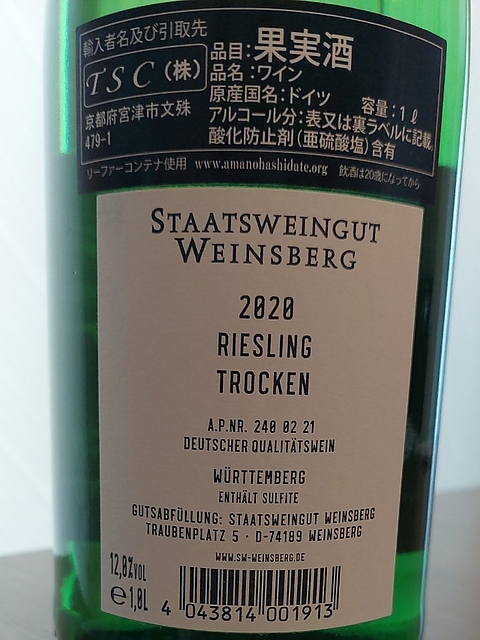 輸入者名及び引取先
TSC(株)
京都府宮津市文殊
479-1
品目:果実酒
品名:ワイン
原産国名:ドイツ 容量:1ℓ
アルコール分:表又は裏ラベルに記載
酸化防止剤(亜硫酸塩)含有
リーファーコンテナ使用 www.amanohashidate.org 飲酒は20歳になってから
STAATSWEINGUT
WEINSBERG
2020
RIESLING
TROCKEN
A.P.NR. 240 02 21
DEUTSCHER QUALITÄTSWEIN
WÜRTTEMBERG
ENTHÄLT SULFITE
GUTSABFÜLLUNG: STAATSWEINGUT WEINSBERG
TRAUBENPLATZ 5 · D-74189 WEINSBERG
WWW.SW-WEINSBERG.DE
12,0%VOL
℮1,0L
4 043814 001913